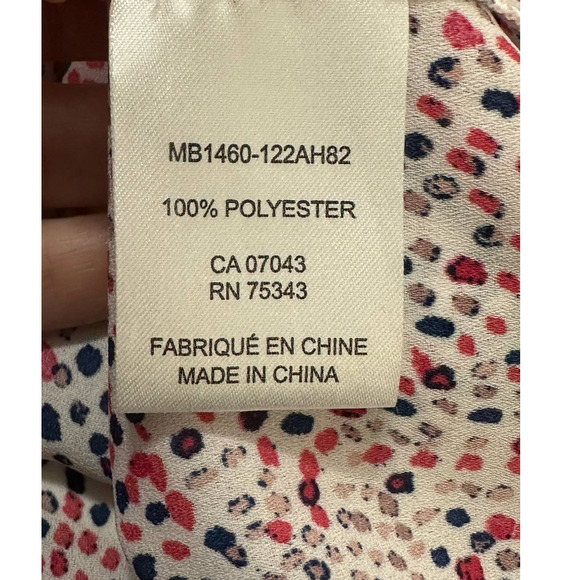 MB1460-122AH82
100% POLYESTER
CA 07043
RN 75343
FABRIQUÉ EN CHINE
MADE IN CHINA